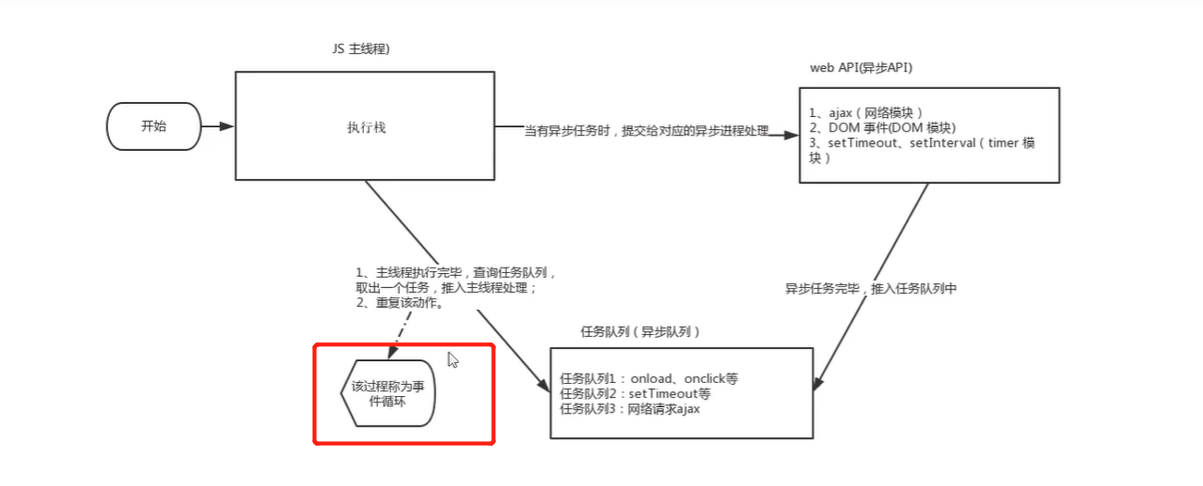 JS 主线程)
web API(异步API)
开始
执行栈
当有异步任务时，提交给对应的异步进程处理
1、ajax（网络模块）
2、DOM 事件(DOM 模块)
3、setTimeout、setInterval（timer 模
块）
1、主线程执行完毕，查询任务队列，
取出一个任务，推入主线程处理；
2、重复该动作。
异步任务完毕，推入任务队列中
任务队列（异步队列）
该过程称为事
件循环
任务队列1：onload、onclick等
任务队列2：setTimeout等
任务队列3：网络请求ajax